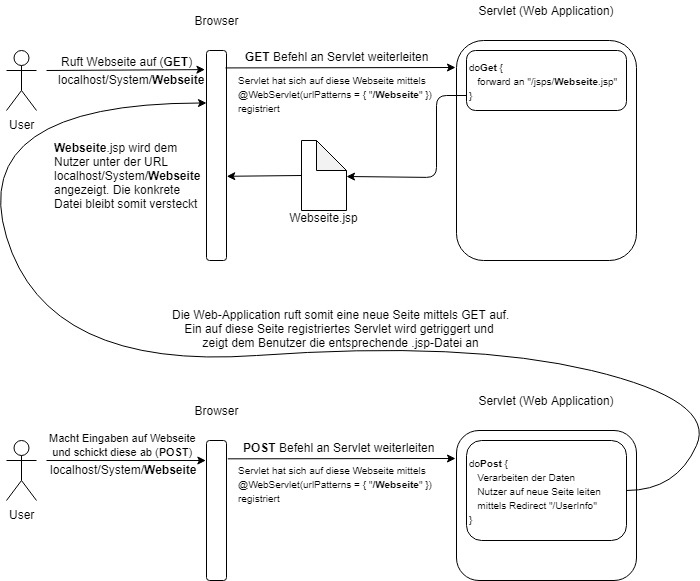 Servlet (Web Application)
Browser
Ruft Webseite auf (GET)
localhost/System/Webseite
User
GET Befehl an Servlet weiterleiten
Servlet hat sich auf diese Webseite mittels
@WebServlet(urlPatterns = { "/Webseite" })
registriert
doGet {
forward an "/jsps/Webseite.jsp"
}
Webseite.jsp wird dem
Nutzer unter der URL
localhost/System/Webseite
angezeigt. Die konkrete
Datei bleibt somit versteckt
Webseite.jsp
Die Web-Application ruft somit eine neue Seite mittels GET auf.
Ein auf diese Seite registriertes Servlet wird getriggert und
zeigt dem Benutzer die entsprechende .jsp-Datei an
Servlet (Web Application)
Browser
Macht Eingaben auf Webseite
und schickt diese ab (POST)
localhost/System/Webseite
User
POST Befehl an Servlet weiterleiten
Servlet hat sich auf diese Webseite mittels
@WebServlet(urlPatterns = { "/Webseite" })
registriert
doPost {
Verarbeiten der Daten
Nutzer auf neue Seite leiten
mittels Redirect "/UserInfo"
}